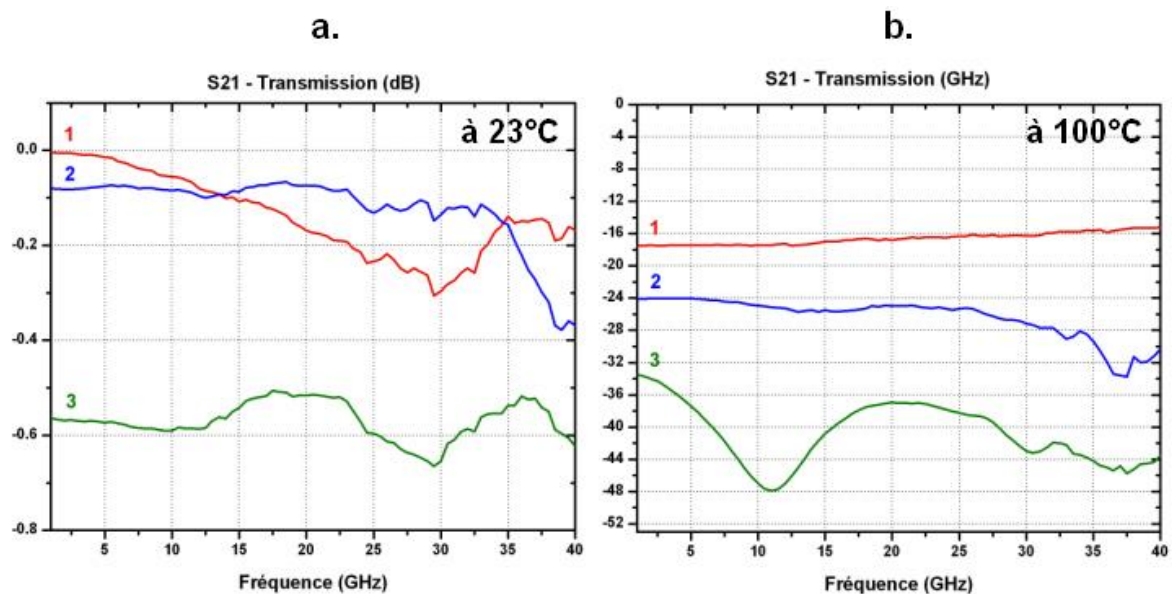 a.
S21 - Transmission (dB)
à 23°C
0.0
-0.2
-0.4
-0.6
-0.8
1
2
3
5 10 15 20 25 30 35 40
Fréquence (GHz)
b.
S21 - Transmission (GHz)
à 100°C
0
-4
-8
-12
-16
-20
-24
-28
-32
-36
-40
-44
-48
-52
1
2
3
5 10 15 20 25 30 35 40
Fréquence (GHz)